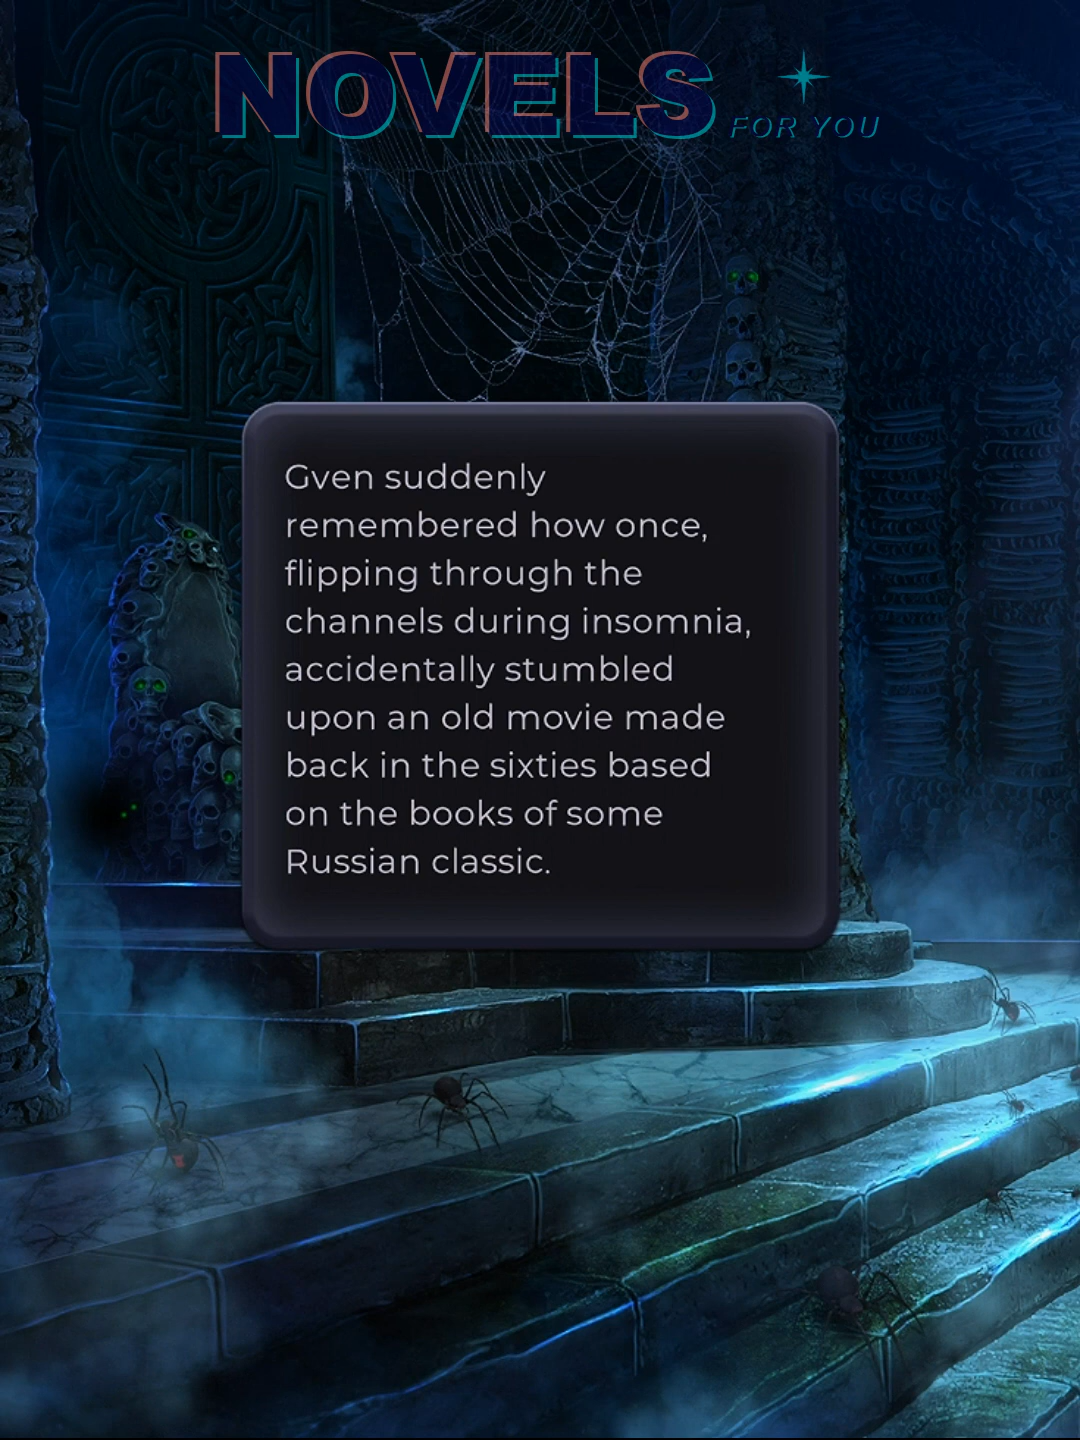 NOVELS
FOR YOU
Gven suddenly
remembered how once,
flipping through the
channels during insomnia,
accidentally stumbled
upon an old movie made
back in the sixties based
on the books of some
Russian classic.